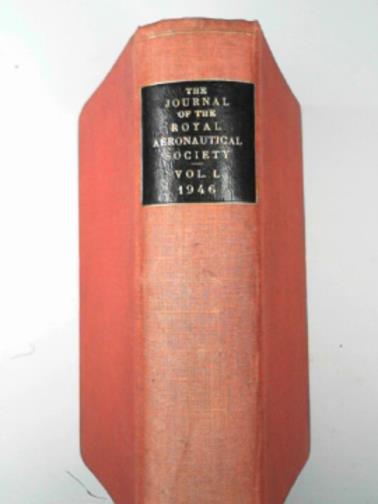 THE
JOURNAL
OF THE
ROYAL
AERONAUTICAL
SOCIETY
VOL. L
1946